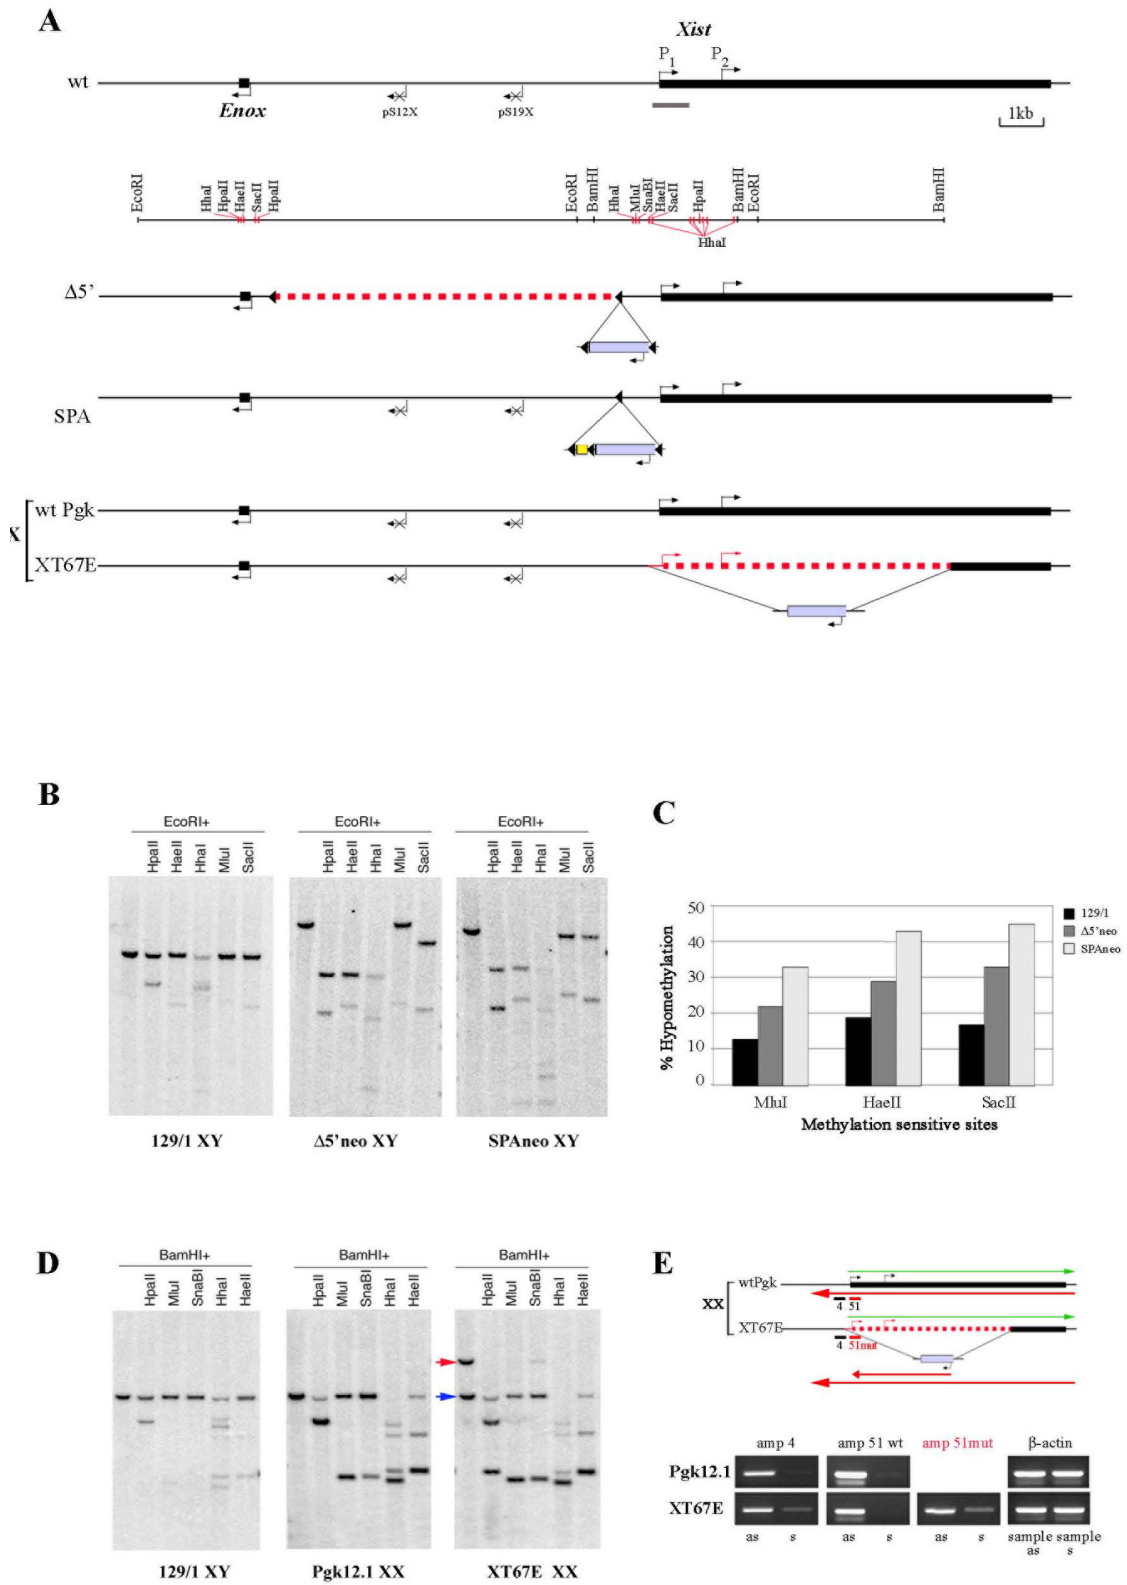 A
Xist
P1 P2
wt
Enox
pS12X
pS19X
1kb
EcoRI HhaI HpaII HaeII SacII HpaII EcoRI BamHI HhaI MluI SnaBI HaeII SacII HpaII BamHI EcoRI BamHI
HhaI
Δ5'
SPA
wt Pgk
X
XT67E
B
EcoRI+
HpaII HaeII HhaI MluI SacII
129/1 XY
EcoRI+
HpaII HaeII HhaI MluI SacII
Δ5'neo XY
EcoRI+
HpaII HaeII HhaI MluI SacII
SPAneo XY
C
% Hypomethylation
50
40
30
20
10
0
129/1
Δ5'neo
SPAneo
MluI HaeII SacII
Methylation sensitive sites
D
BamHI+
HpaII MluI SnaBI HhaI HaeII
129/1 XY
BamHI+
HpaII MluI SnaBI HhaI HaeII
Pgk12.1 XX
BamHI+
HpaII MluI SnaBI HhaI HaeII
XT67E XX
E
wtPgk
4 51
XX
XT67E
4 51mut
amp 4 amp 51 wt amp 51mut β-actin
Pgk12.1
XT67E
as s as s as s sample sample
as s